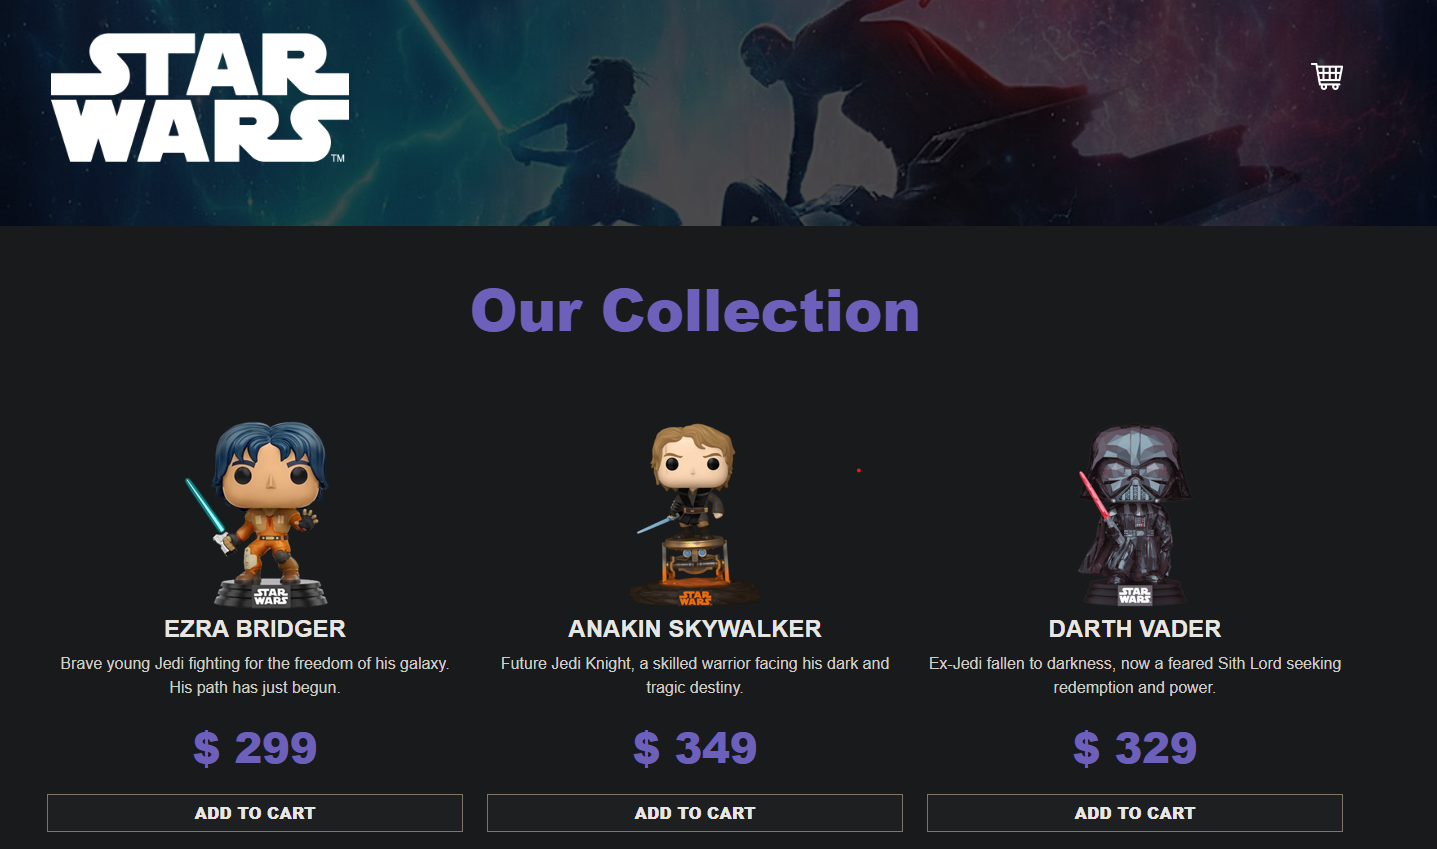 STAR
WARS
TM
Our Collection
STAR
WARS
STAR
WARS
STAR
WARS
EZRA BRIDGER
ANAKIN SKYWALKER
DARTH VADER
Brave young Jedi fighting for the freedom of his galaxy.
His path has just begun.
Future Jedi Knight, a skilled warrior facing his dark and
tragic destiny.
Ex-Jedi fallen to darkness, now a feared Sith Lord seeking
redemption and power.
$ 299
$ 349
$ 329
ADD TO CART
ADD TO CART
ADD TO CART